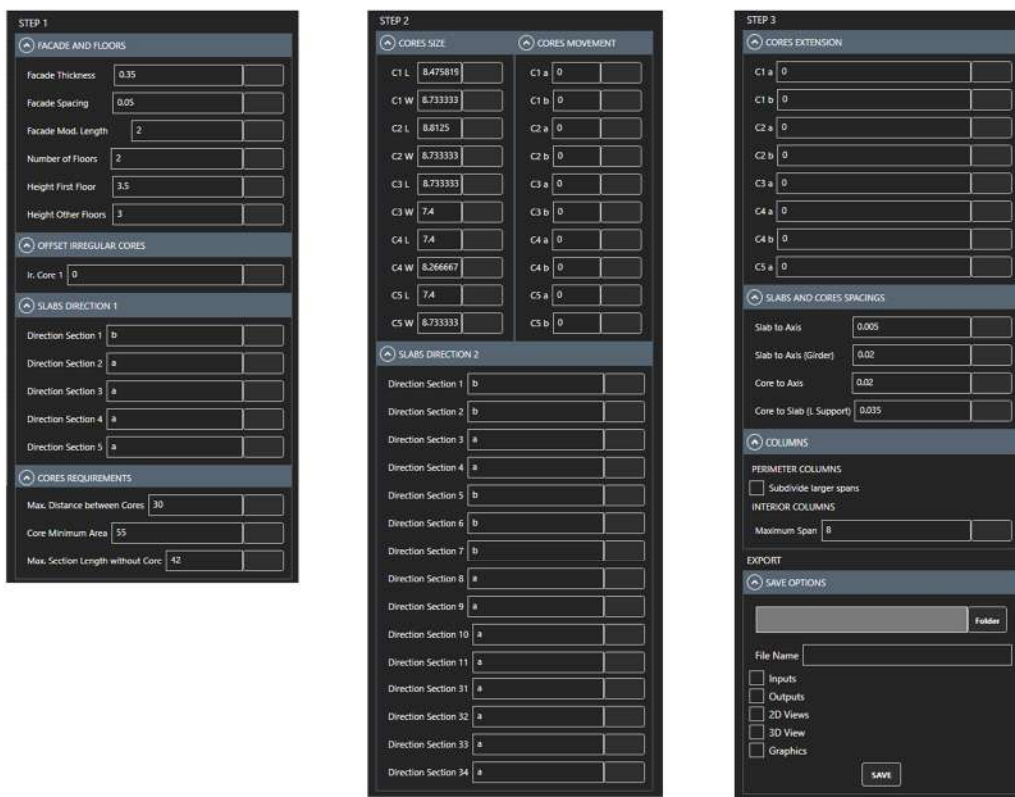 STEP 1
FACADE AND FLOORS
Facade Thickness 0.35
Facade Spacing 0.05
Facade Mod. Length 2
Number of Floors 2
Height First Floor 3.5
Height Other Floors 3
OFFSET IRREGULAR CORES
Ir. Core 1 0
SLABS DIRECTION 1
Direction Section 1 b
Direction Section 2 a
Direction Section 3 a
Direction Section 4 a
Direction Section 5 a
CORES REQUIREMENTS
Max. Distance between Cores 30
Core Minimum Area 55
Max. Section Length without Core 42
STEP 2
CORES SIZE
C1 L 8.475819
C1 W 8.733333
C2 L 8.8125
C2 W 8.733333
C3 L 8.733333
C3 W 7.4
C4 L 7.4
C4 W 8.266667
C5 L 7.4
C5 W 8.733333
CORES MOVEMENT
C1 a 0
C1 b 0
C2 a 0
C2 b 0
C3 a 0
C3 b 0
C4 a 0
C4 b 0
C5 a 0
C5 b 0
SLABS DIRECTION 2
Direction Section 1 b
Direction Section 2 b
Direction Section 3 a
Direction Section 4 a
Direction Section 5 b
Direction Section 6 b
Direction Section 7 b
Direction Section 8 a
Direction Section 9 a
Direction Section 10 a
Direction Section 11 a
Direction Section 31 a
Direction Section 32 a
Direction Section 33 a
Direction Section 34 a
STEP 3
CORES EXTENSION
C1 a 0
C1 b 0
C2 a 0
C2 b 0
C3 a 0
C4 a 0
C4 b 0
C5 a 0
SLABS AND CORES SPACINGS
Slab to Axis 0.005
Slab to Axis (Girder) 0.02
Core to Axis 0.02
Core to Slab (L Support) 0.035
COLUMNS
PERIMETER COLUMNS
Subdivide larger spans
INTERIOR COLUMNS
Maximum Span 8
EXPORT
SAVE OPTIONS
Folder
File Name
Inputs
Outputs
2D Views
3D View
Graphics
SAVE